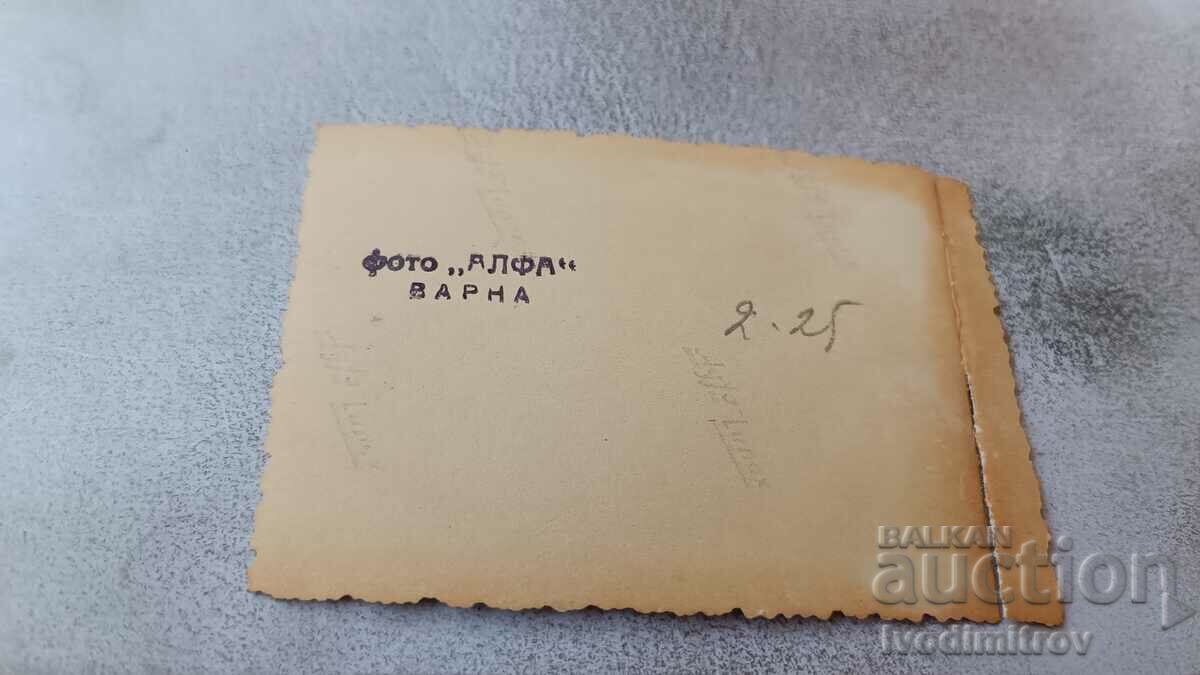 фото „АЛФА“
ВАРНА
2.25
BALKAN
auction
Ivodimitrov